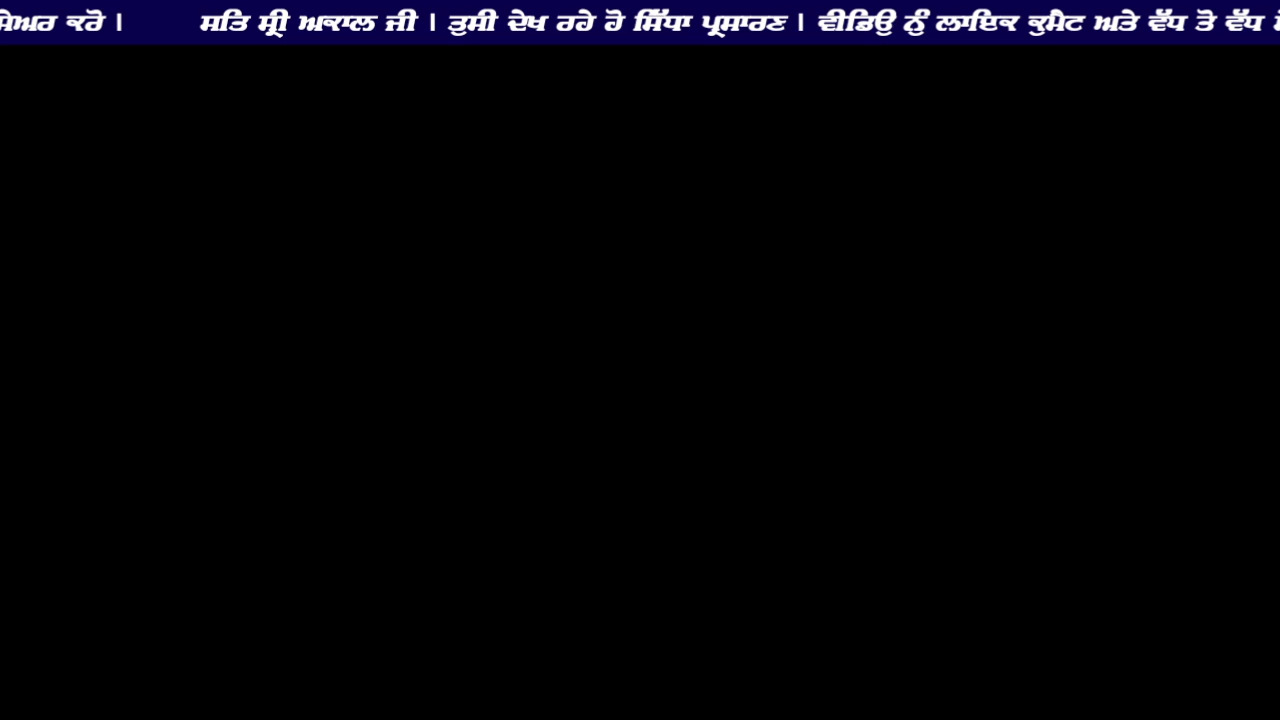 ਸ਼ੇਅਰ ਕਰੋ । ਸਤਿ ਸ੍ਰੀ ਅਕਾਲ ਜੀ । ਤੁਸੀ ਦੇਖ ਰਹੇ ਹੋ ਸਿੱਧਾ ਪ੍ਰਸਾਰਣ । ਵੀਡਿਉ ਨੂੰ ਲਾਇਕ ਕੁਮੈਟ ਅਤੇ ਵੱਧ ਤੋ ਵੱਧ